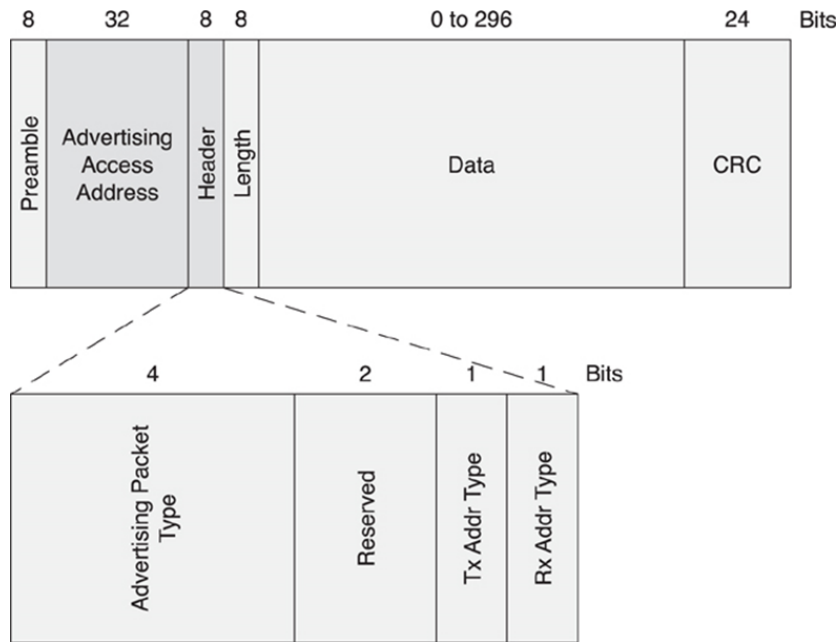 8 32 8 8 0 to 296 24 Bits
Preamble
Advertising
Access
Address
Header
Length
Data
CRC
4 2 1 1 Bits
Advertising Packet
Type
Reserved
Tx Addr Type
Rx Addr Type